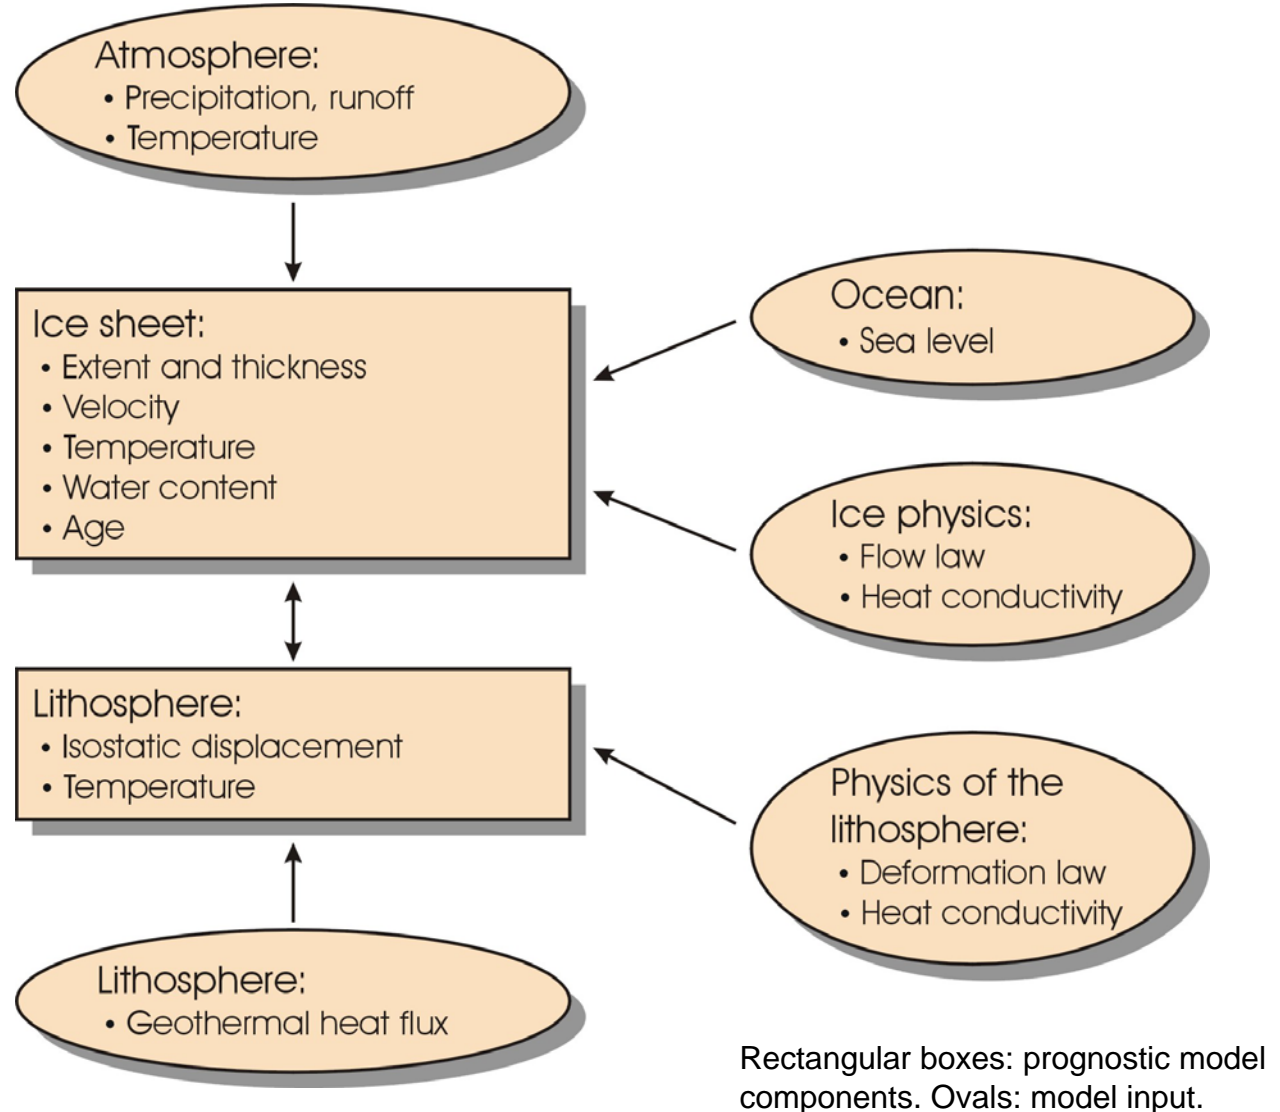 Atmosphere:
• Precipitation, runoff
• Temperature
Ice sheet:
• Extent and thickness
• Velocity
• Temperature
• Water content
• Age
Ocean:
• Sea level
Ice physics:
• Flow law
• Heat conductivity
Lithosphere:
• Isostatic displacement
• Temperature
Physics of the
lithosphere:
• Deformation law
• Heat conductivity
Lithosphere:
• Geothermal heat flux
Rectangular boxes: prognostic model
components. Ovals: model input.